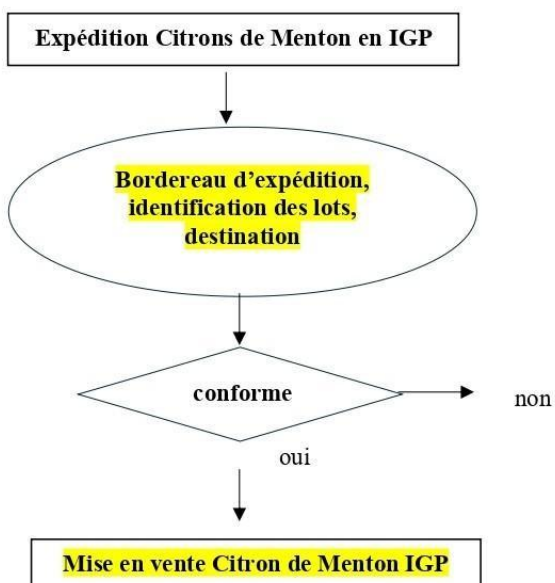 Expédition Citrons de Menton en IGP
Bordereau d’expédition,
identification des lots,
destination
conforme
non
oui
Mise en vente Citron de Menton IGP